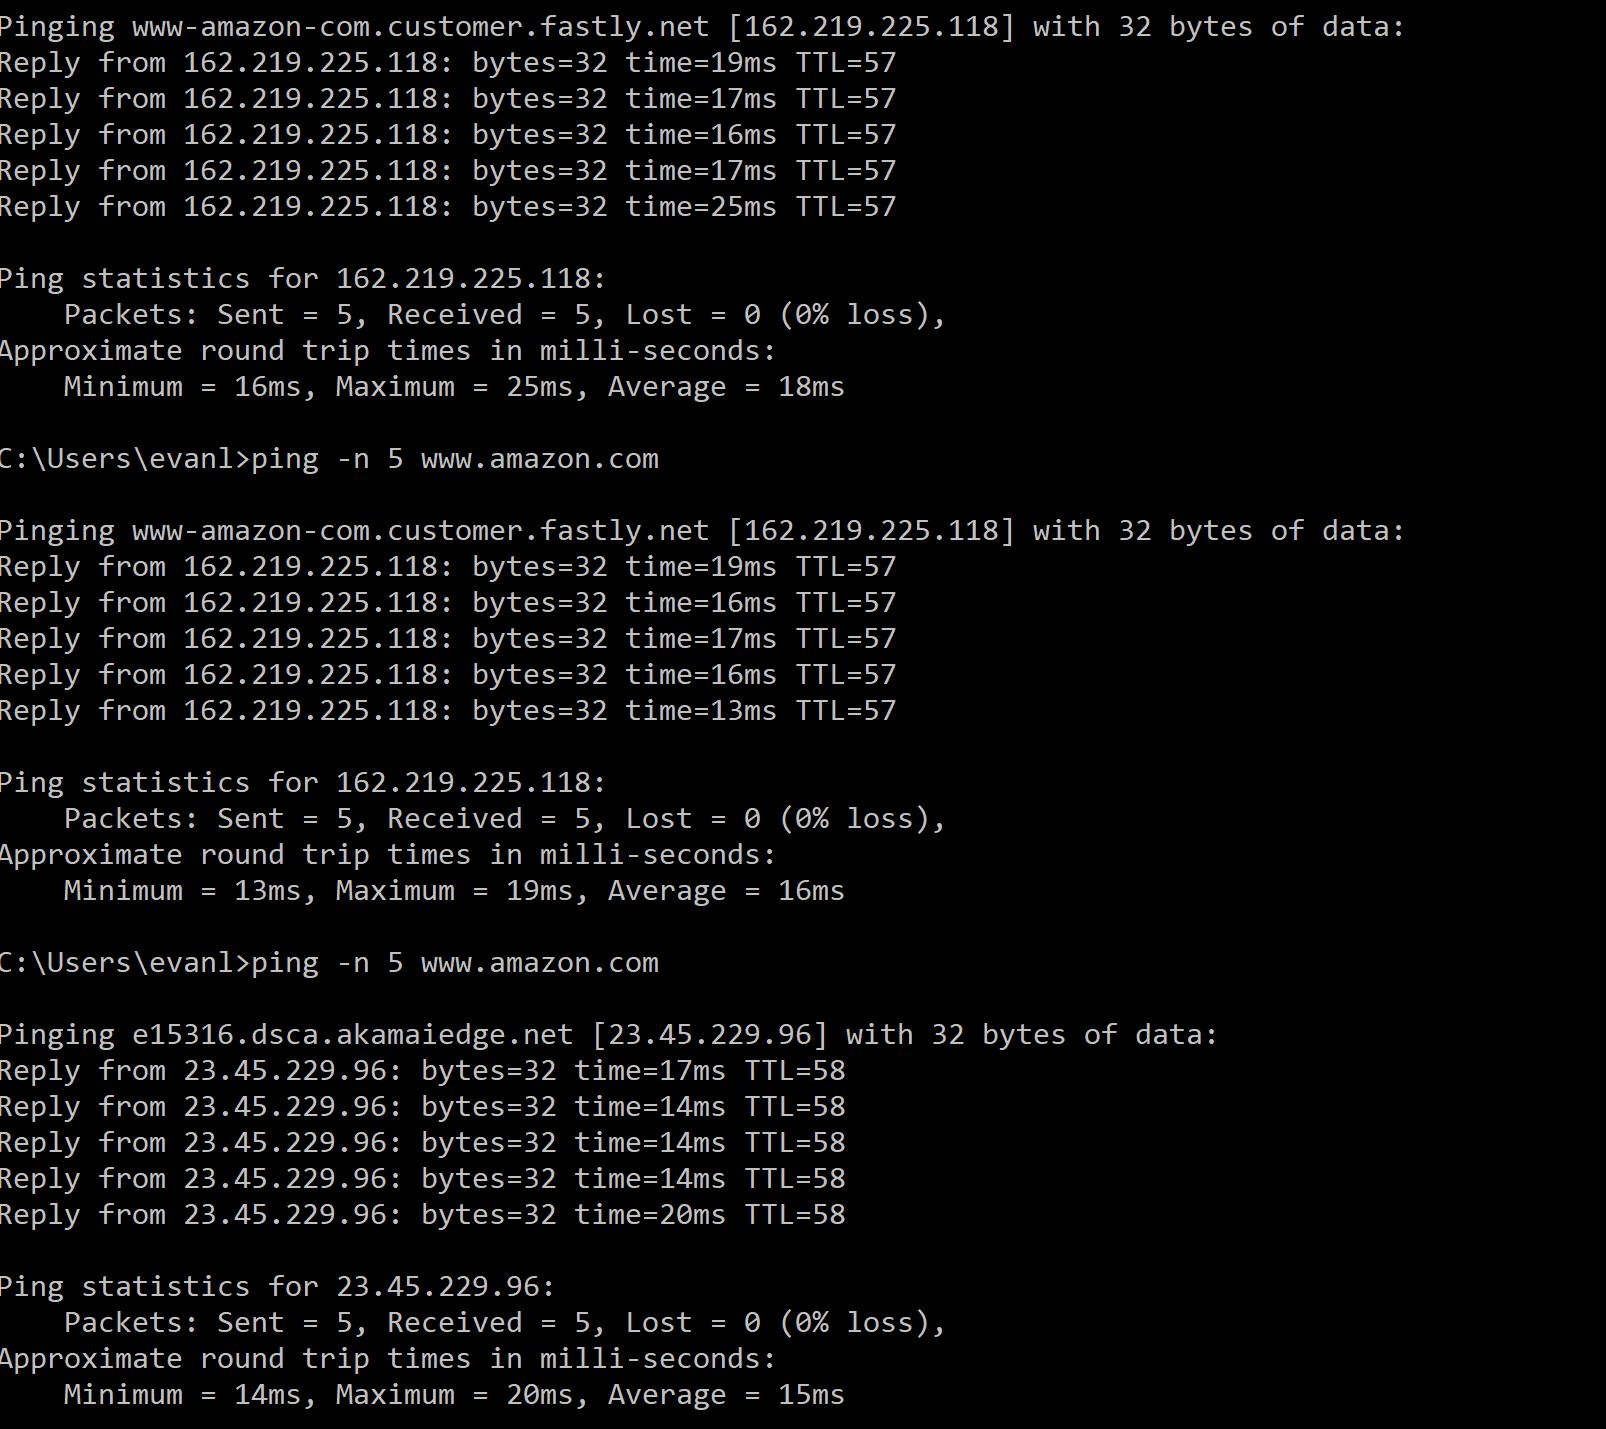 Pinging www-amazon-com.customer.fastly.net [162.219.225.118] with 32 bytes of data:
Reply from 162.219.225.118: bytes=32 time=19ms TTL=57
Reply from 162.219.225.118: bytes=32 time=17ms TTL=57
Reply from 162.219.225.118: bytes=32 time=16ms TTL=57
Reply from 162.219.225.118: bytes=32 time=17ms TTL=57
Reply from 162.219.225.118: bytes=32 time=25ms TTL=57

Ping statistics for 162.219.225.118:
    Packets: Sent = 5, Received = 5, Lost = 0 (0% loss),
Approximate round trip times in milli-seconds:
    Minimum = 16ms, Maximum = 25ms, Average = 18ms

C:\Users\evanl>ping -n 5 www.amazon.com

Pinging www-amazon-com.customer.fastly.net [162.219.225.118] with 32 bytes of data:
Reply from 162.219.225.118: bytes=32 time=19ms TTL=57
Reply from 162.219.225.118: bytes=32 time=16ms TTL=57
Reply from 162.219.225.118: bytes=32 time=17ms TTL=57
Reply from 162.219.225.118: bytes=32 time=16ms TTL=57
Reply from 162.219.225.118: bytes=32 time=13ms TTL=57

Ping statistics for 162.219.225.118:
    Packets: Sent = 5, Received = 5, Lost = 0 (0% loss),
Approximate round trip times in milli-seconds:
    Minimum = 13ms, Maximum = 19ms, Average = 16ms

C:\Users\evanl>ping -n 5 www.amazon.com

Pinging e15316.dsca.akamaiedge.net [23.45.229.96] with 32 bytes of data:
Reply from 23.45.229.96: bytes=32 time=17ms TTL=58
Reply from 23.45.229.96: bytes=32 time=14ms TTL=58
Reply from 23.45.229.96: bytes=32 time=14ms TTL=58
Reply from 23.45.229.96: bytes=32 time=14ms TTL=58
Reply from 23.45.229.96: bytes=32 time=20ms TTL=58

Ping statistics for 23.45.229.96:
    Packets: Sent = 5, Received = 5, Lost = 0 (0% loss),
Approximate round trip times in milli-seconds:
    Minimum = 14ms, Maximum = 20ms, Average = 15ms